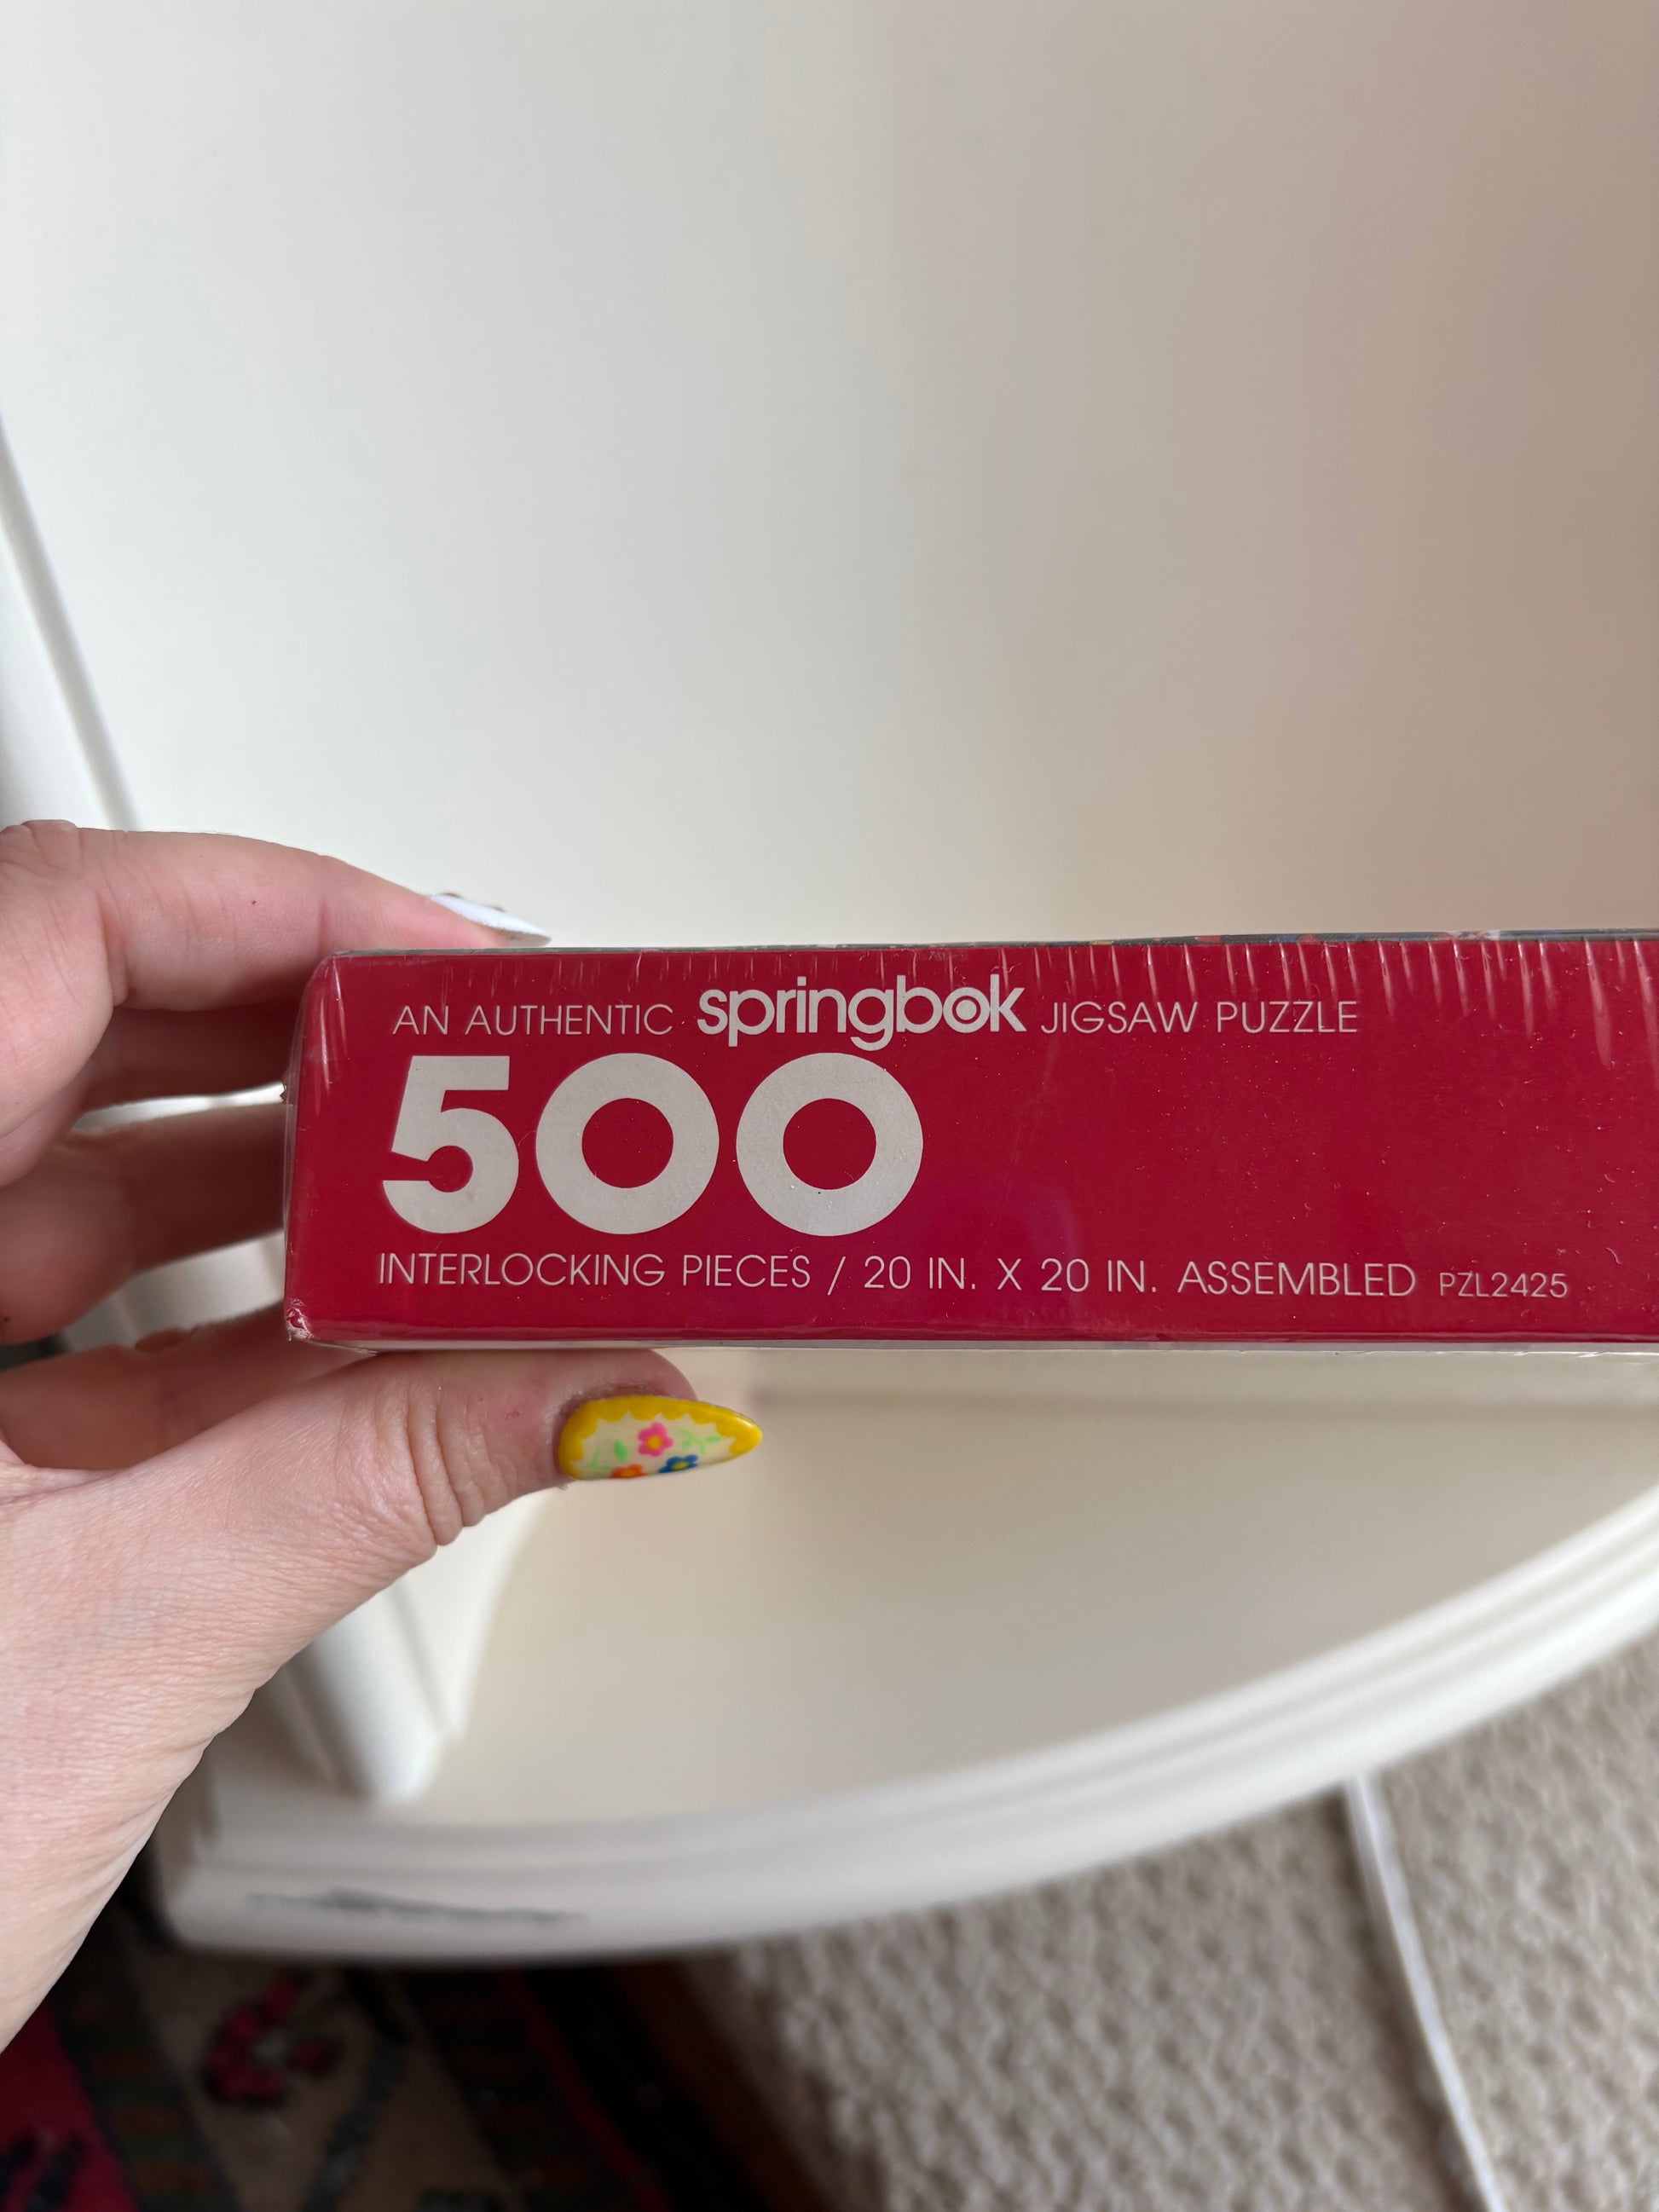 AN AUTHENTIC springbok JIGSAW PUZZLE
500
INTERLOCKING PIECES / 20 IN. X 20 IN. ASSEMBLED PZL2425